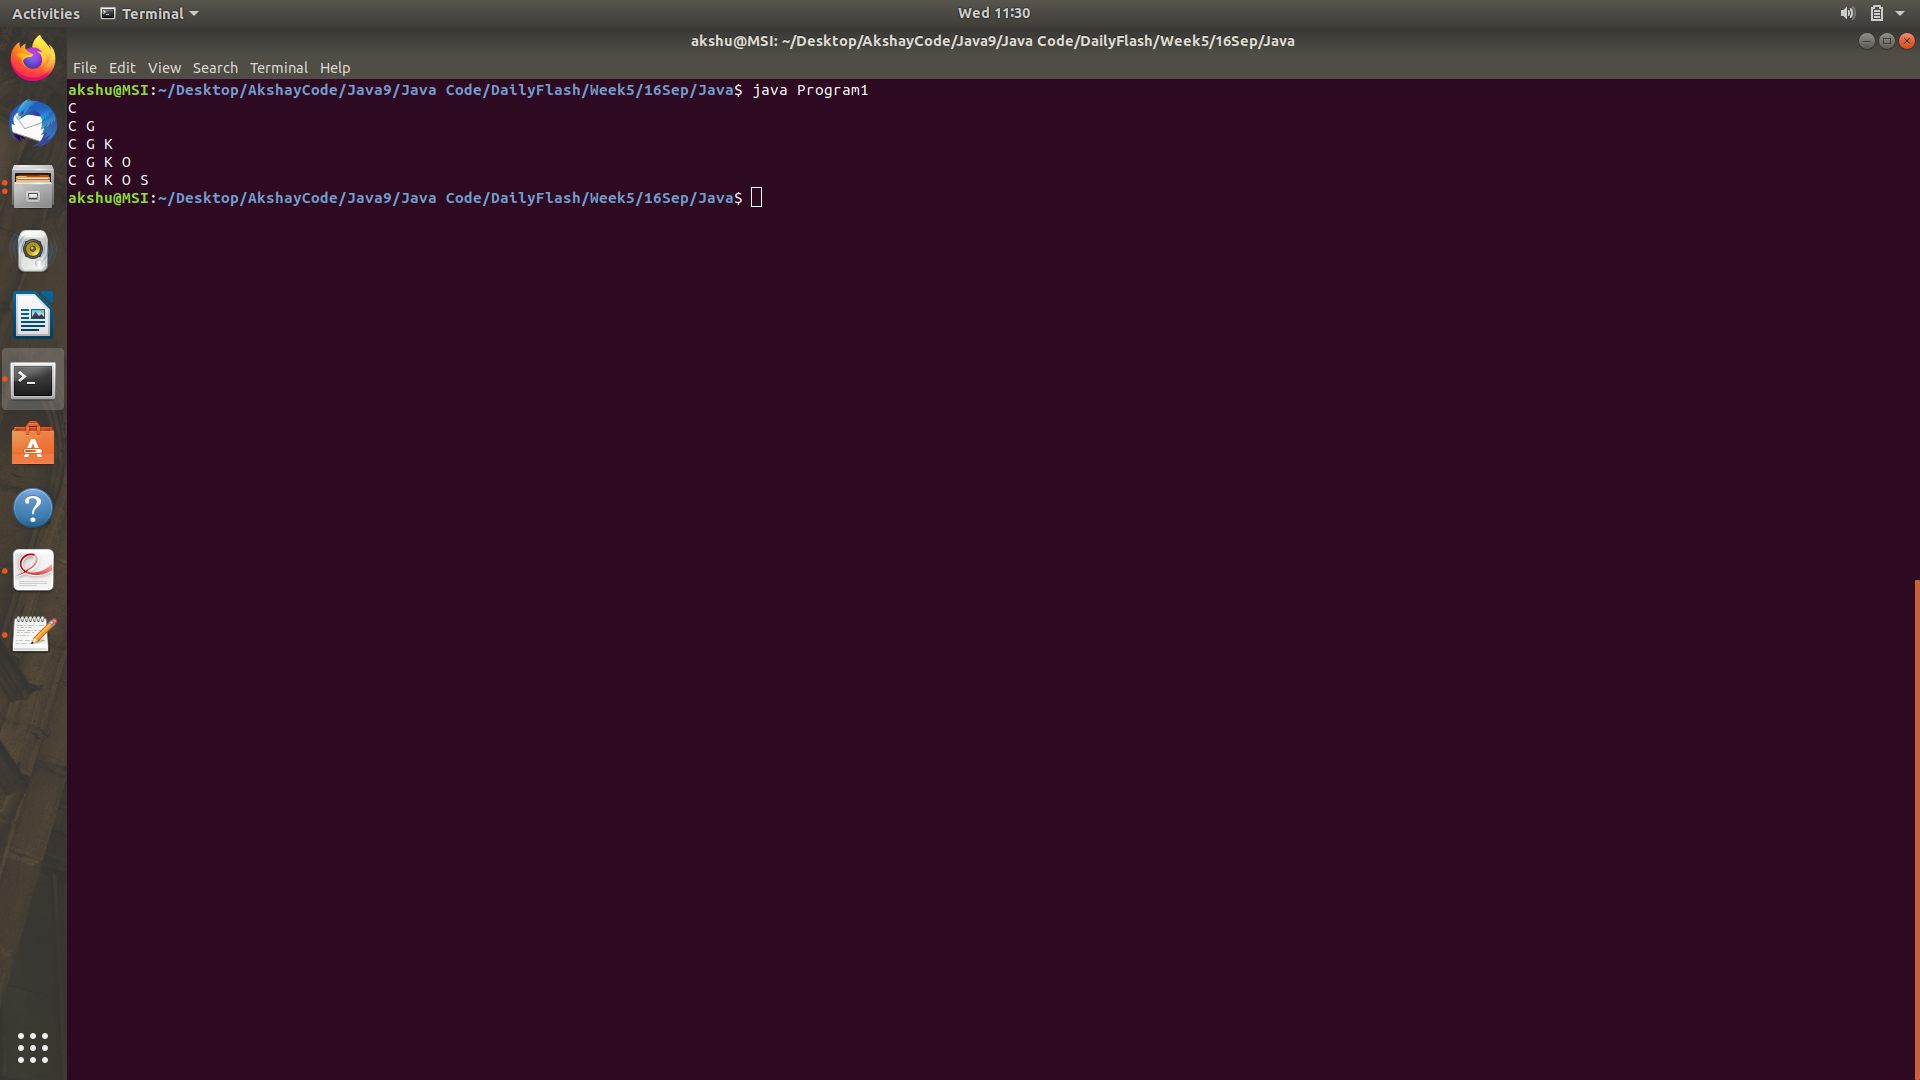 Activities Terminal Wed 11:30
akshu@MSI: ~/Desktop/AkshayCode/Java9/Java Code/DailyFlash/Week5/16Sep/Java
File Edit View Search Terminal Help
akshu@MSI:~/Desktop/AkshayCode/Java9/Java Code/DailyFlash/Week5/16Sep/Java$ java Program1
C
C G
C G K
C G K O
C G K O S
akshu@MSI:~/Desktop/AkshayCode/Java9/Java Code/DailyFlash/Week5/16Sep/Java$